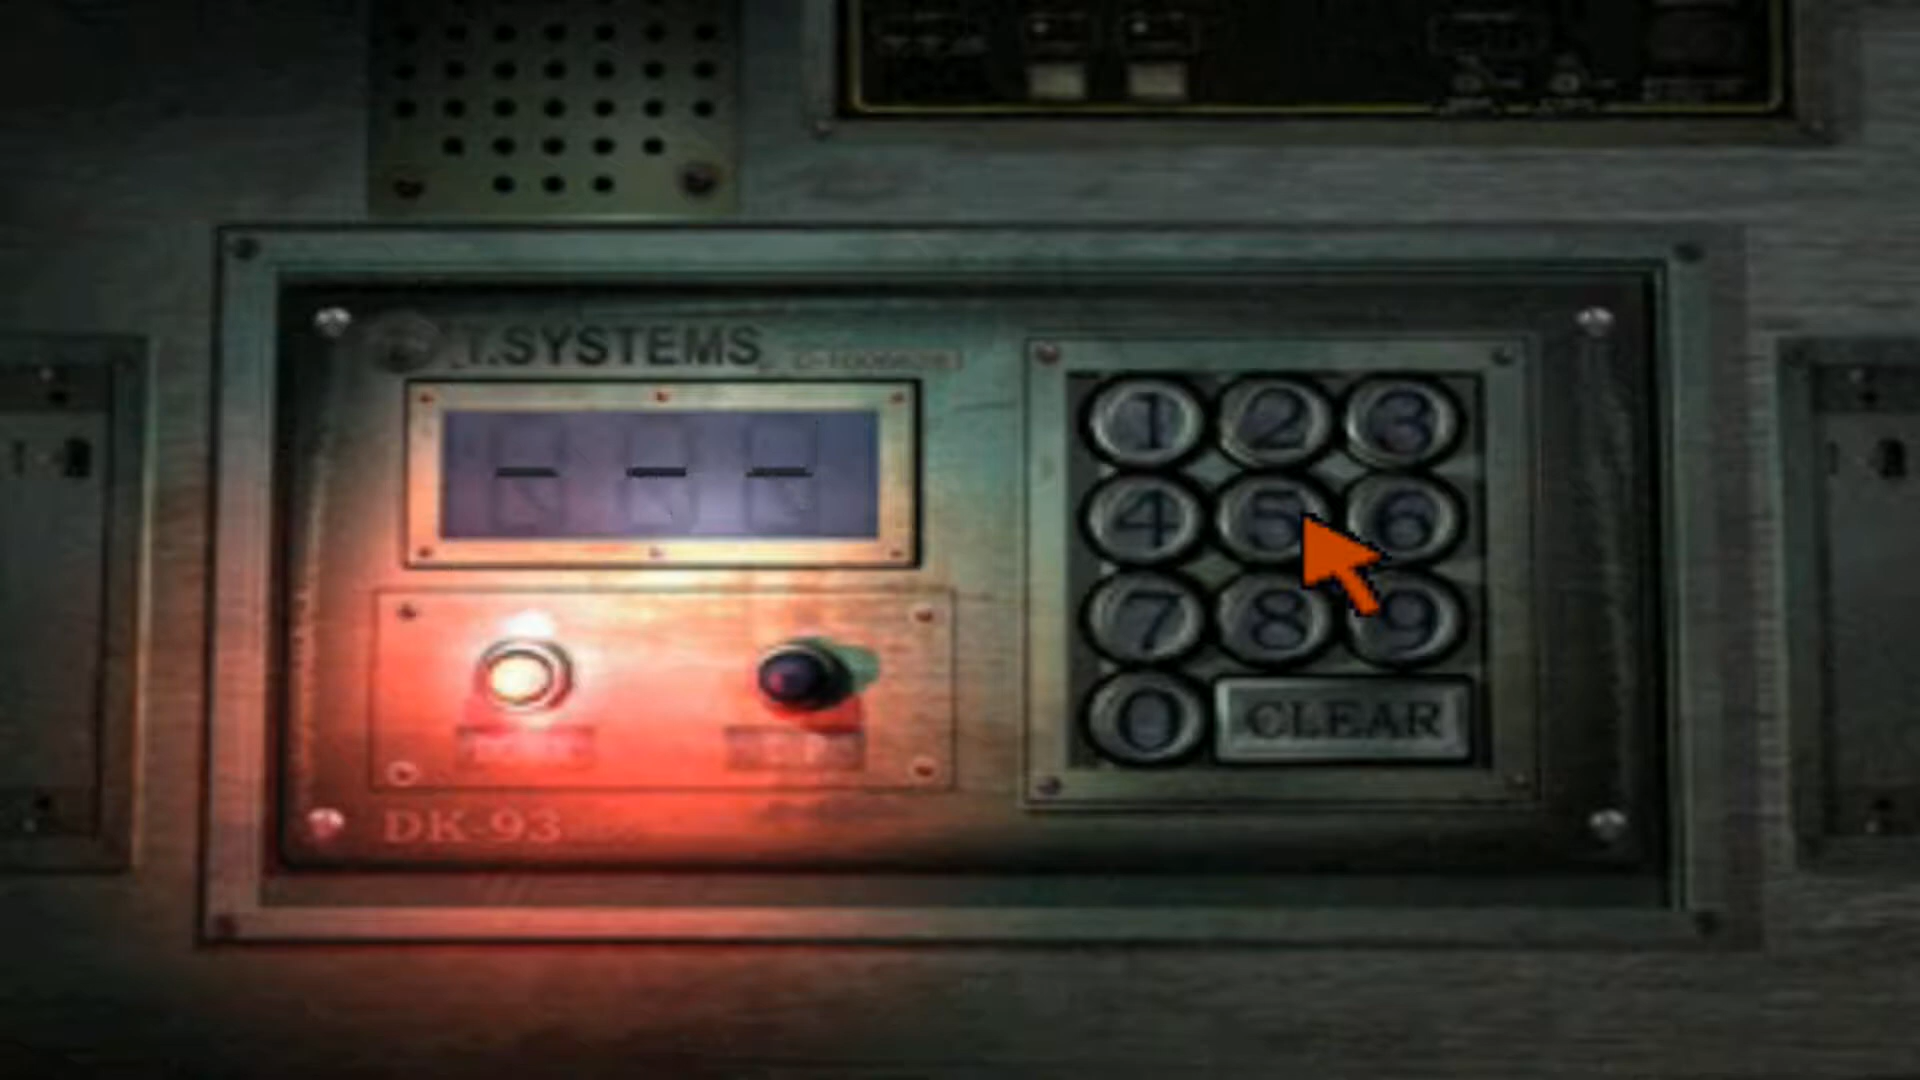 T.SYSTEMS
- - -
1 2 3
4 5 6
7 8 9
0 CLEAR
DK-93